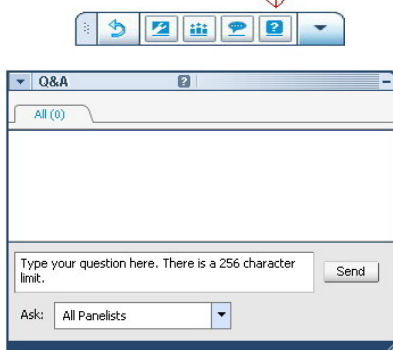 Q&A
All (0)
Type your question here. There is a 256 character
limit.
Send
Ask: All Panelists